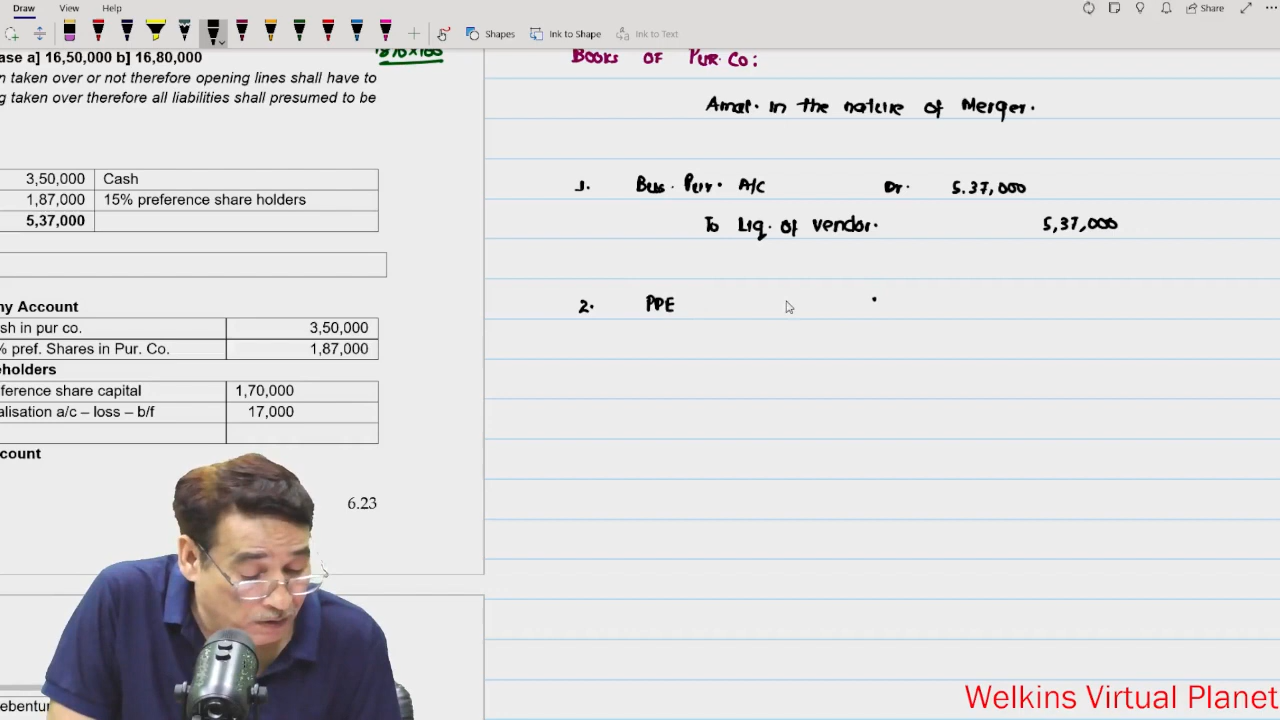 Draw View Help
Share
Shapes Ink to Shape Ink to Text
ase a] 16,50,000 b] 16,80,000
n taken over or not therefore opening lines shall have to
g taken over therefore all liabilities shall presumed to be
3,50,000 Cash
1,87,000 15% preference share holders
5,37,000
ny Account
sh in pur co. 3,50,000
% pref. Shares in Pur. Co. 1,87,000
eholders
ference share capital 1,70,000
alisation a/c – loss – b/f 17,000
count
6.23
ebentur
Books of Pur. Co:
Amal. in the nature of Merger.
1. Bus. Pur. A/C Dr. 5.37,000
To Liq. of vendor. 5,37,000
2. PPE
Welkins Virtual Planet